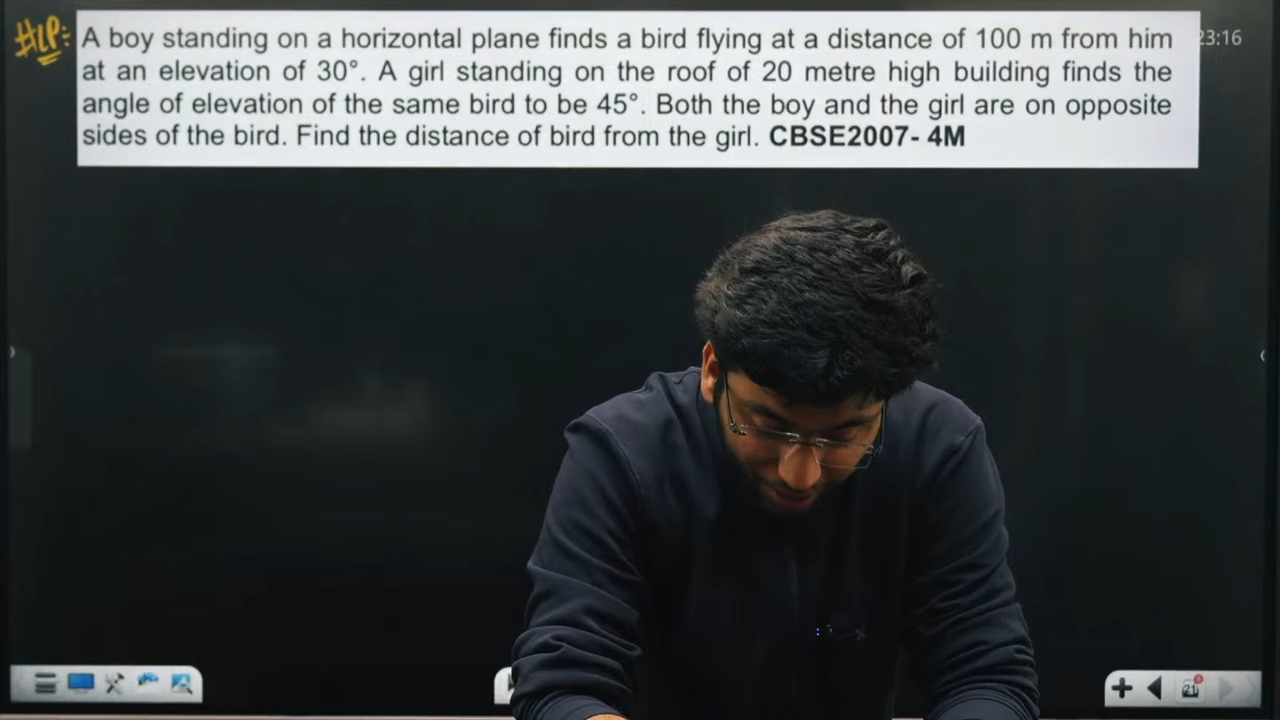 HLP:
A boy standing on a horizontal plane finds a bird flying at a distance of 100 m from him
at an elevation of 30°. A girl standing on the roof of 20 metre high building finds the
angle of elevation of the same bird to be 45°. Both the boy and the girl are on opposite
sides of the bird. Find the distance of bird from the girl. CBSE2007- 4M
23:16
21